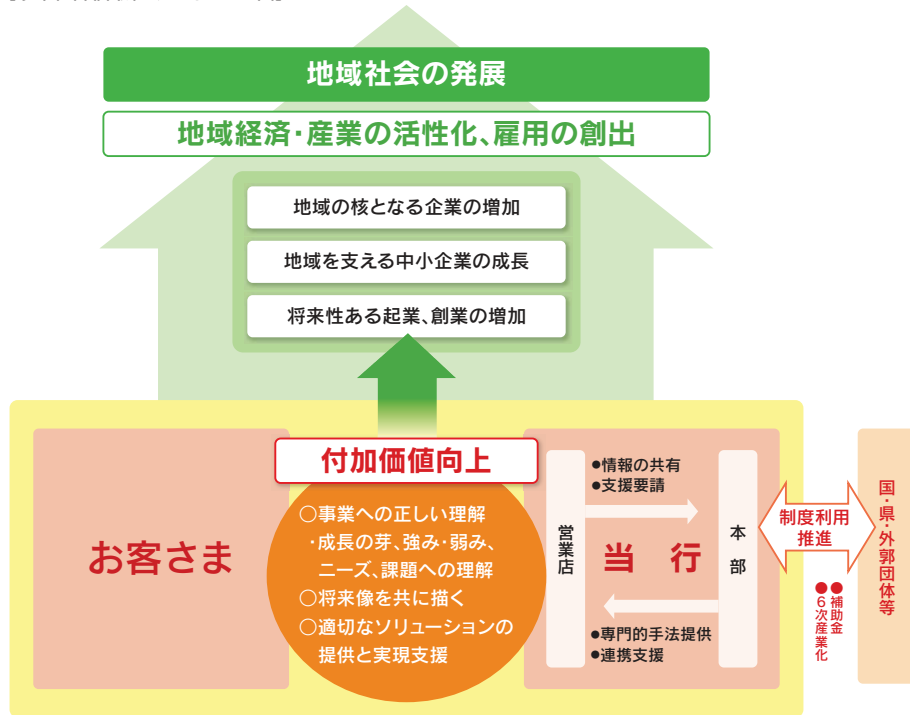 地域社会の発展
地域経済・産業の活性化、雇用の創出
地域の核となる企業の増加
地域を支える中小企業の成長
将来性ある起業、創業の増加
付加価値向上
お客さま
○事業への正しい理解
・成長の芽、強み・弱み、
ニーズ、課題への理解
○将来像を共に描く
○適切なソリューションの
提供と実現支援
営業店
●情報の共有
●支援要請
当 行
●専門的手法提供
●連携支援
本部
制度利用
推進
●補助金
●6次産業化
国・県・外郭団体等